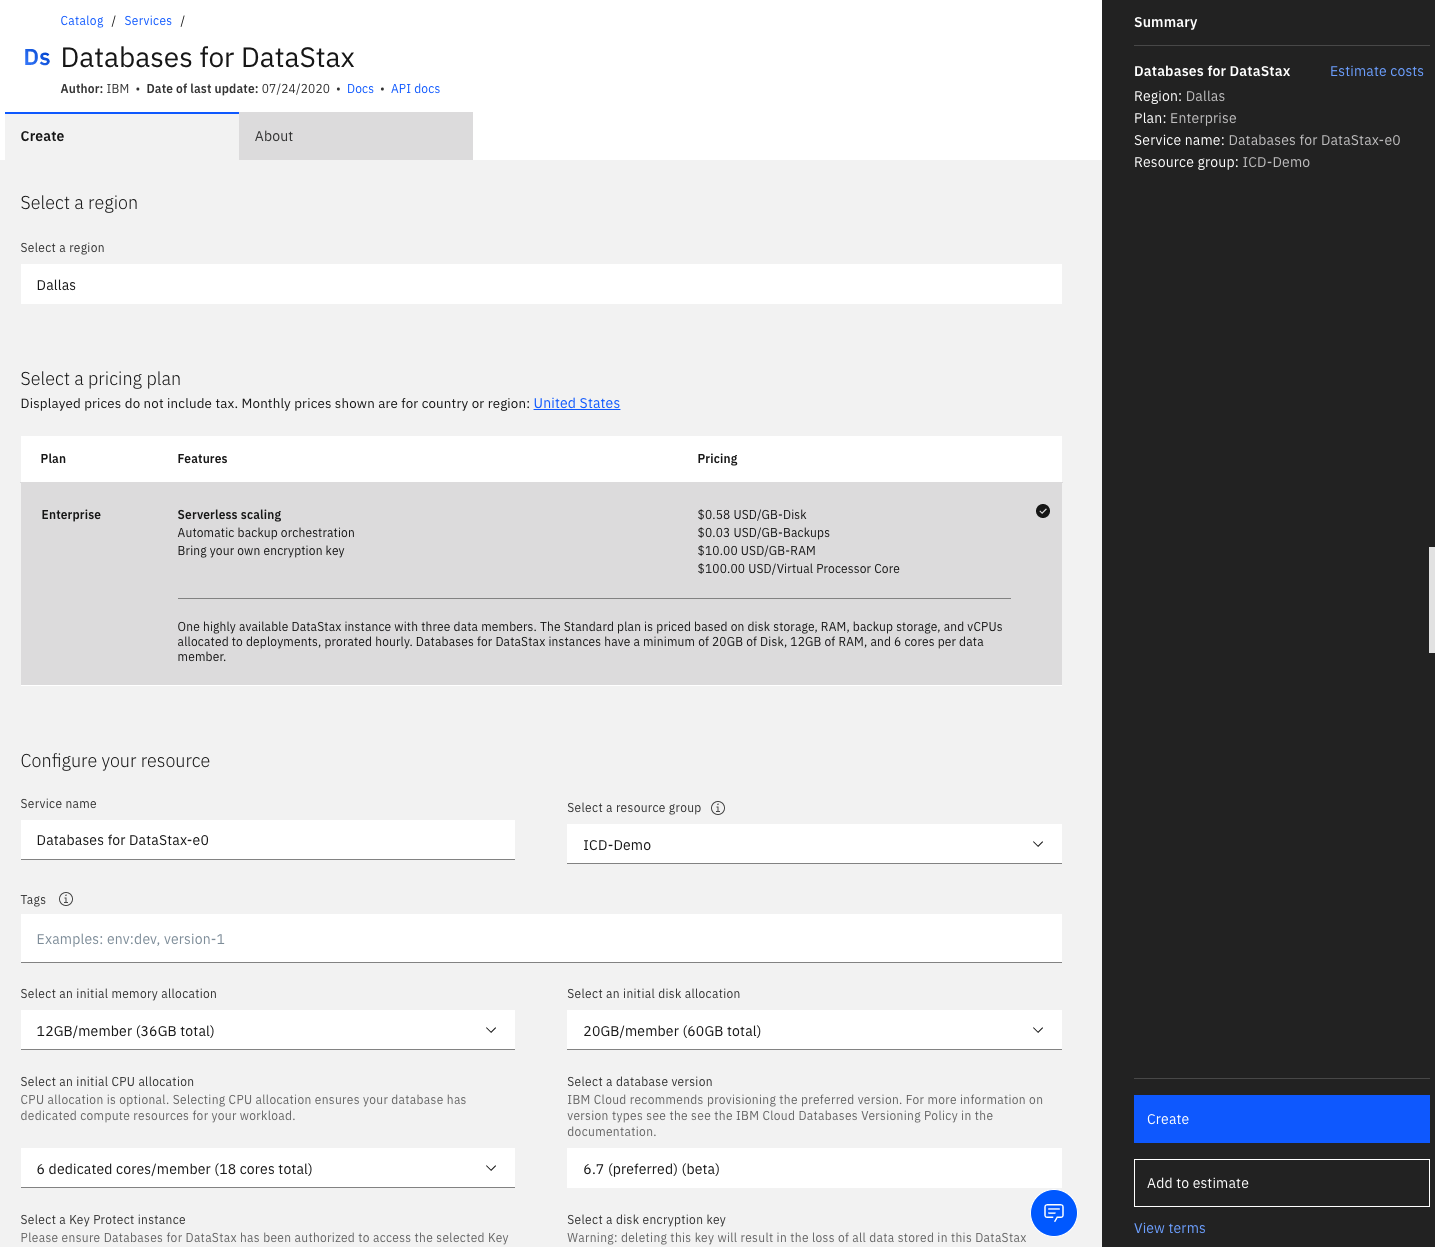 Catalog / Services /
Ds Databases for DataStax
Author: IBM • Date of last update: 07/24/2020 • Docs • API docs
Create
About
Select a region
Select a region
Dallas
Select a pricing plan
Displayed prices do not include tax. Monthly prices shown are for country or region: United States
Plan Features Pricing
Enterprise
Serverless scaling
Automatic backup orchestration
Bring your own encryption key
$0.58 USD/GB-Disk
$0.03 USD/GB-Backups
$10.00 USD/GB-RAM
$100.00 USD/Virtual Processor Core
One highly available DataStax instance with three data members. The Standard plan is priced based on disk storage, RAM, backup storage, and vCPUs
allocated to deployments, prorated hourly. Databases for DataStax instances have a minimum of 20GB of Disk, 12GB of RAM, and 6 cores per data
member.
Configure your resource
Service name
Databases for DataStax-e0
Select a resource group
ICD-Demo
Tags
Examples: env:dev, version-1
Select an initial memory allocation
12GB/member (36GB total)
Select an initial disk allocation
20GB/member (60GB total)
Select an initial CPU allocation
CPU allocation is optional. Selecting CPU allocation ensures your database has
dedicated compute resources for your workload.
6 dedicated cores/member (18 cores total)
Select a database version
IBM Cloud recommends provisioning the preferred version. For more information on
version types see the see the IBM Cloud Databases Versioning Policy in the
documentation.
6.7 (preferred) (beta)
Select a Key Protect instance
Please ensure Databases for DataStax has been authorized to access the selected Key
Select a disk encryption key
Warning: deleting this key will result in the loss of all data stored in this DataStax
Summary
Databases for DataStax Estimate costs
Region: Dallas
Plan: Enterprise
Service name: Databases for DataStax-e0
Resource group: ICD-Demo
Create
Add to estimate
View terms